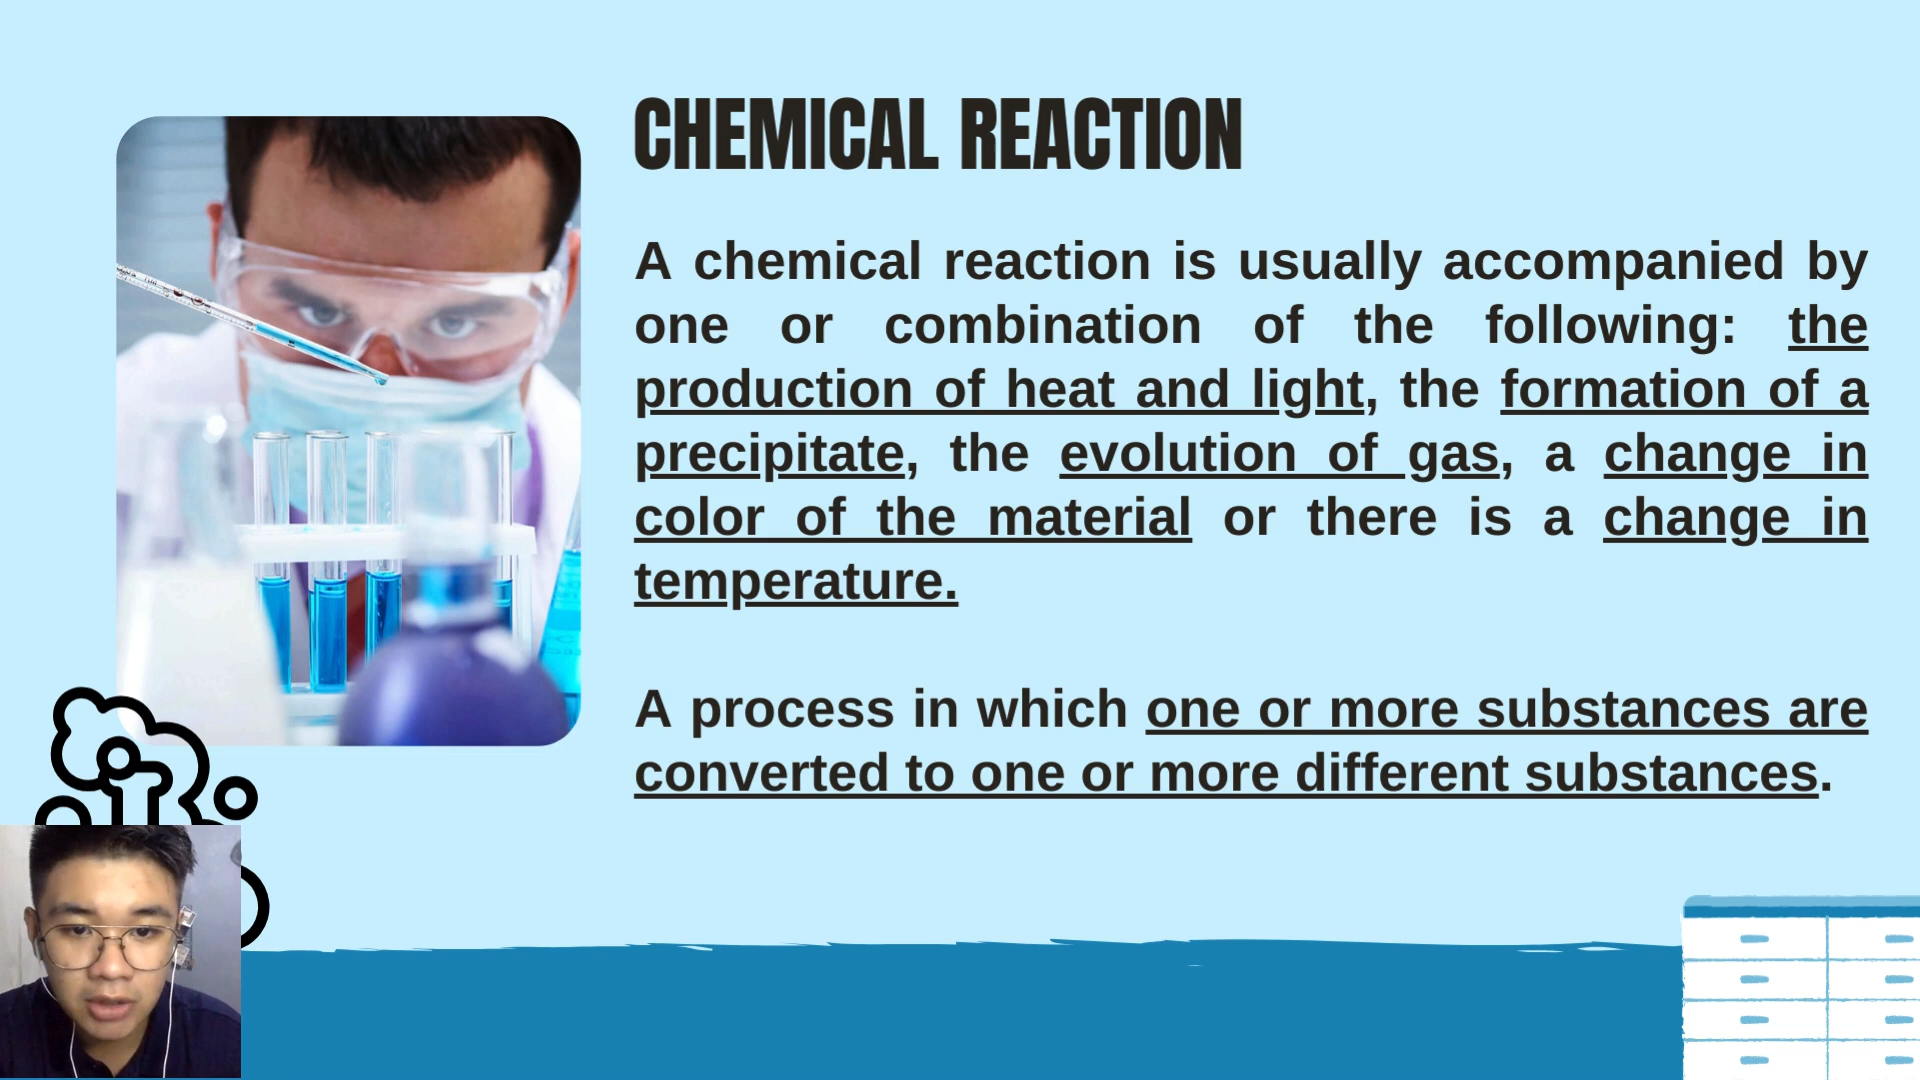 CHEMICAL REACTION
A chemical reaction is usually accompanied by
one or combination of the following: the
production of heat and light, the formation of a
precipitate, the evolution of gas, a change in
color of the material or there is a change in
temperature.
A process in which one or more substances are
converted to one or more different substances.